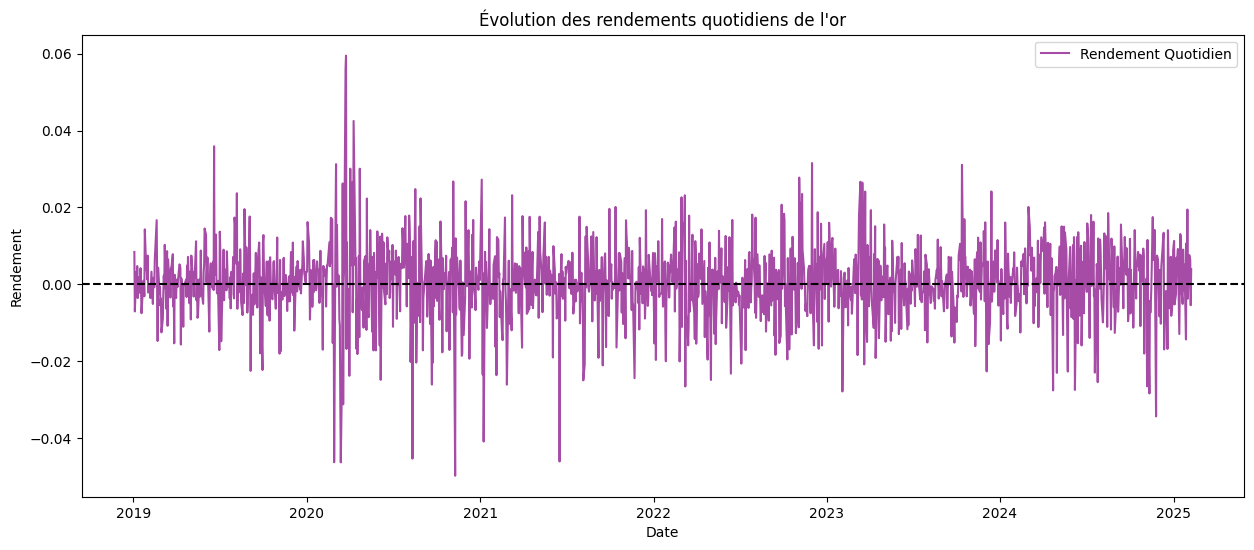 Évolution des rendements quotidiens de l'or
Rendement Quotidien
0.06
0.04
0.02
0.00
−0.02
−0.04
Rendement
2019 2020 2021 2022 2023 2024 2025
Date